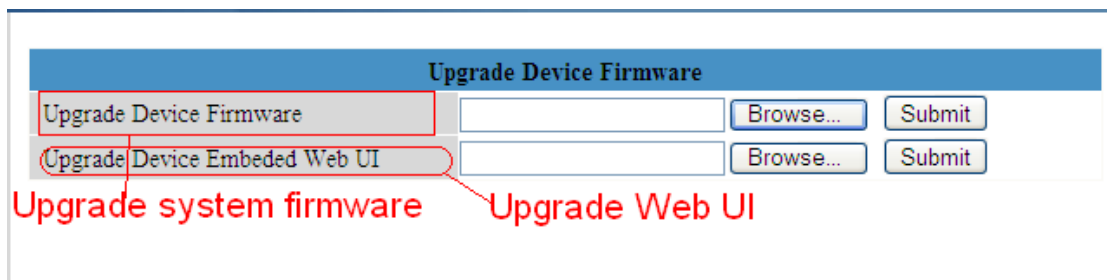 Upgrade Device Firmware
Upgrade Device Firmware Browse... Submit
Upgrade Device Embeded Web UI Browse... Submit
Upgrade system firmware Upgrade Web UI